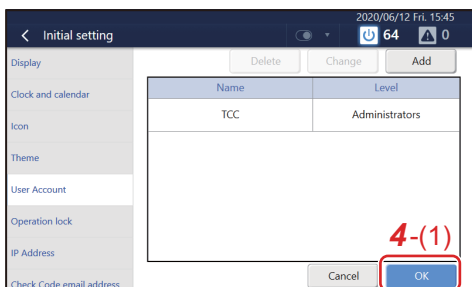 2020/06/12 Fri. 15:45
Initial setting
64
0
Display
Clock and calendar
Icon
Theme
User Account
Operation lock
IP Address
Check Code email address
Delete
Change
Add
Name
Level
TCC
Administrators
4-(1)
Cancel
OK